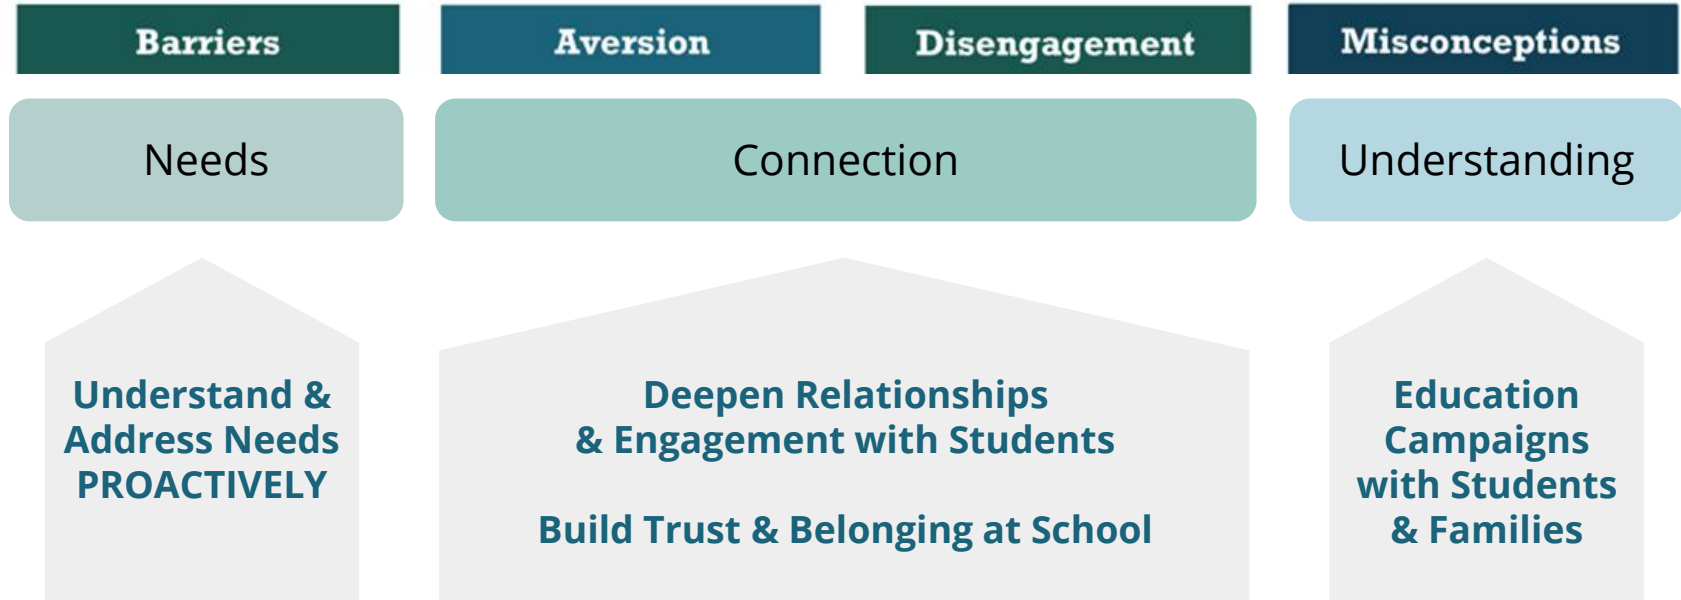 Barriers
Aversion
Disengagement
Misconceptions
Needs
Connection
Understanding
Understand &
Address Needs
PROACTIVELY
Deepen Relationships
& Engagement with Students
Build Trust & Belonging at School
Education
Campaigns
with Students
& Families